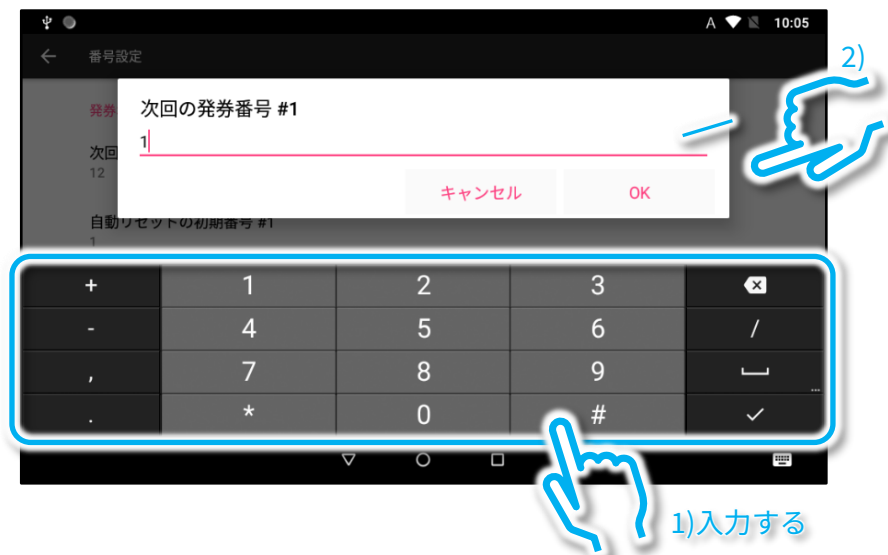 A 10:05
番号設定
2)
発券
次回の発券番号 #1
1
次回
12
キャンセル OK
自動リセットの初期番号 #1
1
+ 1 2 3
- 4 5 6 /
, 7 8 9
. * 0 #
1)入力する